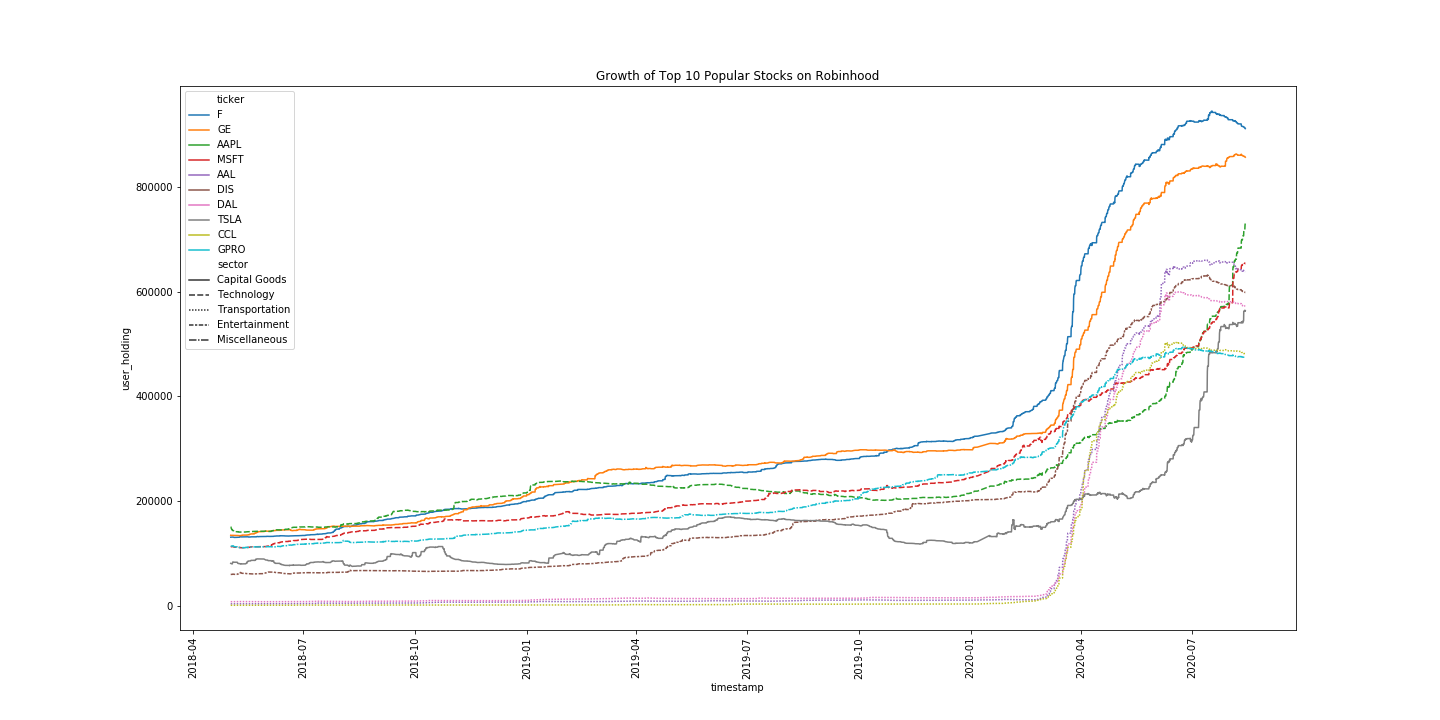 Growth of Top 10 Popular Stocks on Robinhood
ticker
F
GE
AAPL
MSFT
AAL
DIS
DAL
TSLA
CCL
GPRO
sector
Capital Goods
Technology
Transportation
Entertainment
Miscellaneous
user_holding
800000
600000
400000
200000
0
2018-04
2018-07
2018-10
2019-01
2019-04
2019-07
2019-10
2020-01
2020-04
2020-07
timestamp